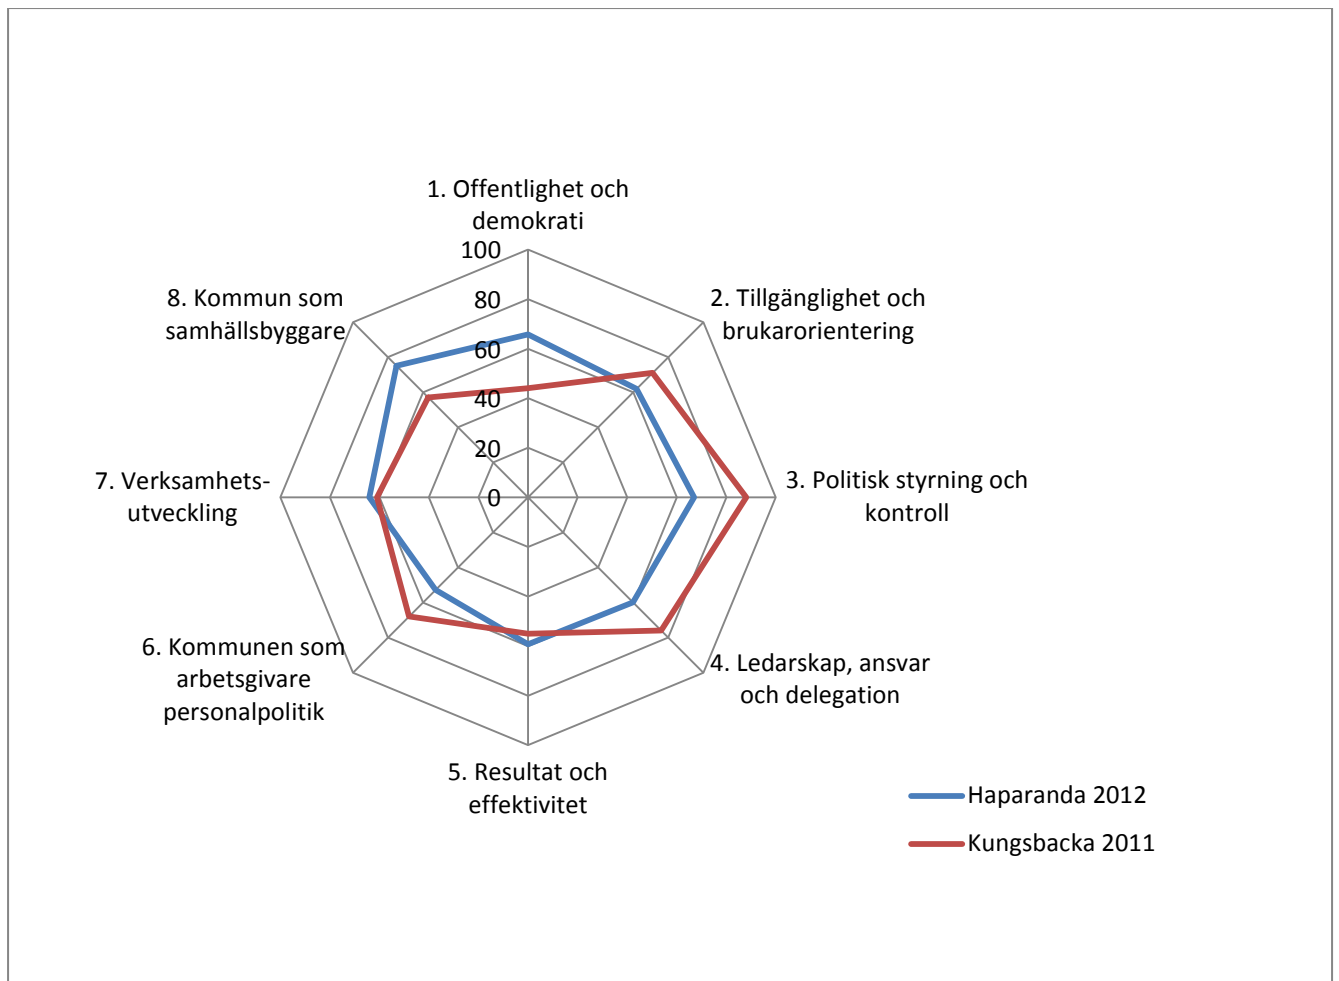 1. Offentlighet och
demokrati
100
80
60
40
20
0
2. Tillgänglighet och
brukarorientering
3. Politisk styrning och
kontroll
4. Ledarskap, ansvar
och delegation
5. Resultat och
effektivitet
6. Kommunen som
arbetsgivare
personalpolitik
7. Verksamhets-
utveckling
8. Kommun som
samhällsbyggare
Haparanda 2012
Kungsbacka 2011